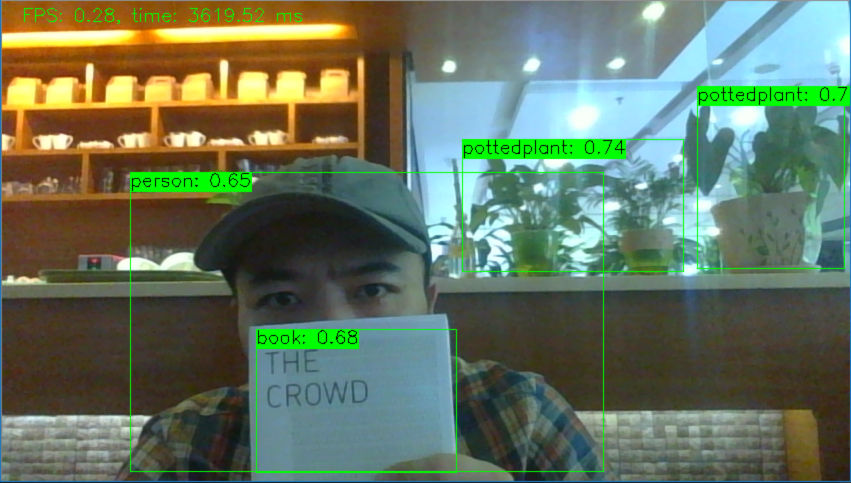 FPS: 0.28, time: 3619.52 ms
pottedplant: 0.7
pottedplant: 0.74
person: 0.65
book: 0.68
THE
CROWD